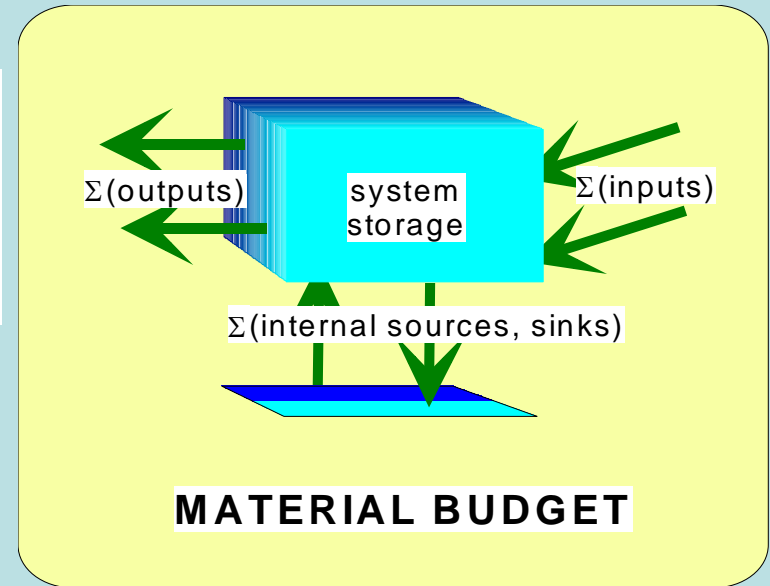 Σ(outputs)
system
storage
Σ(inputs)
Σ(internal sources, sinks)
MATERIAL BUDGET